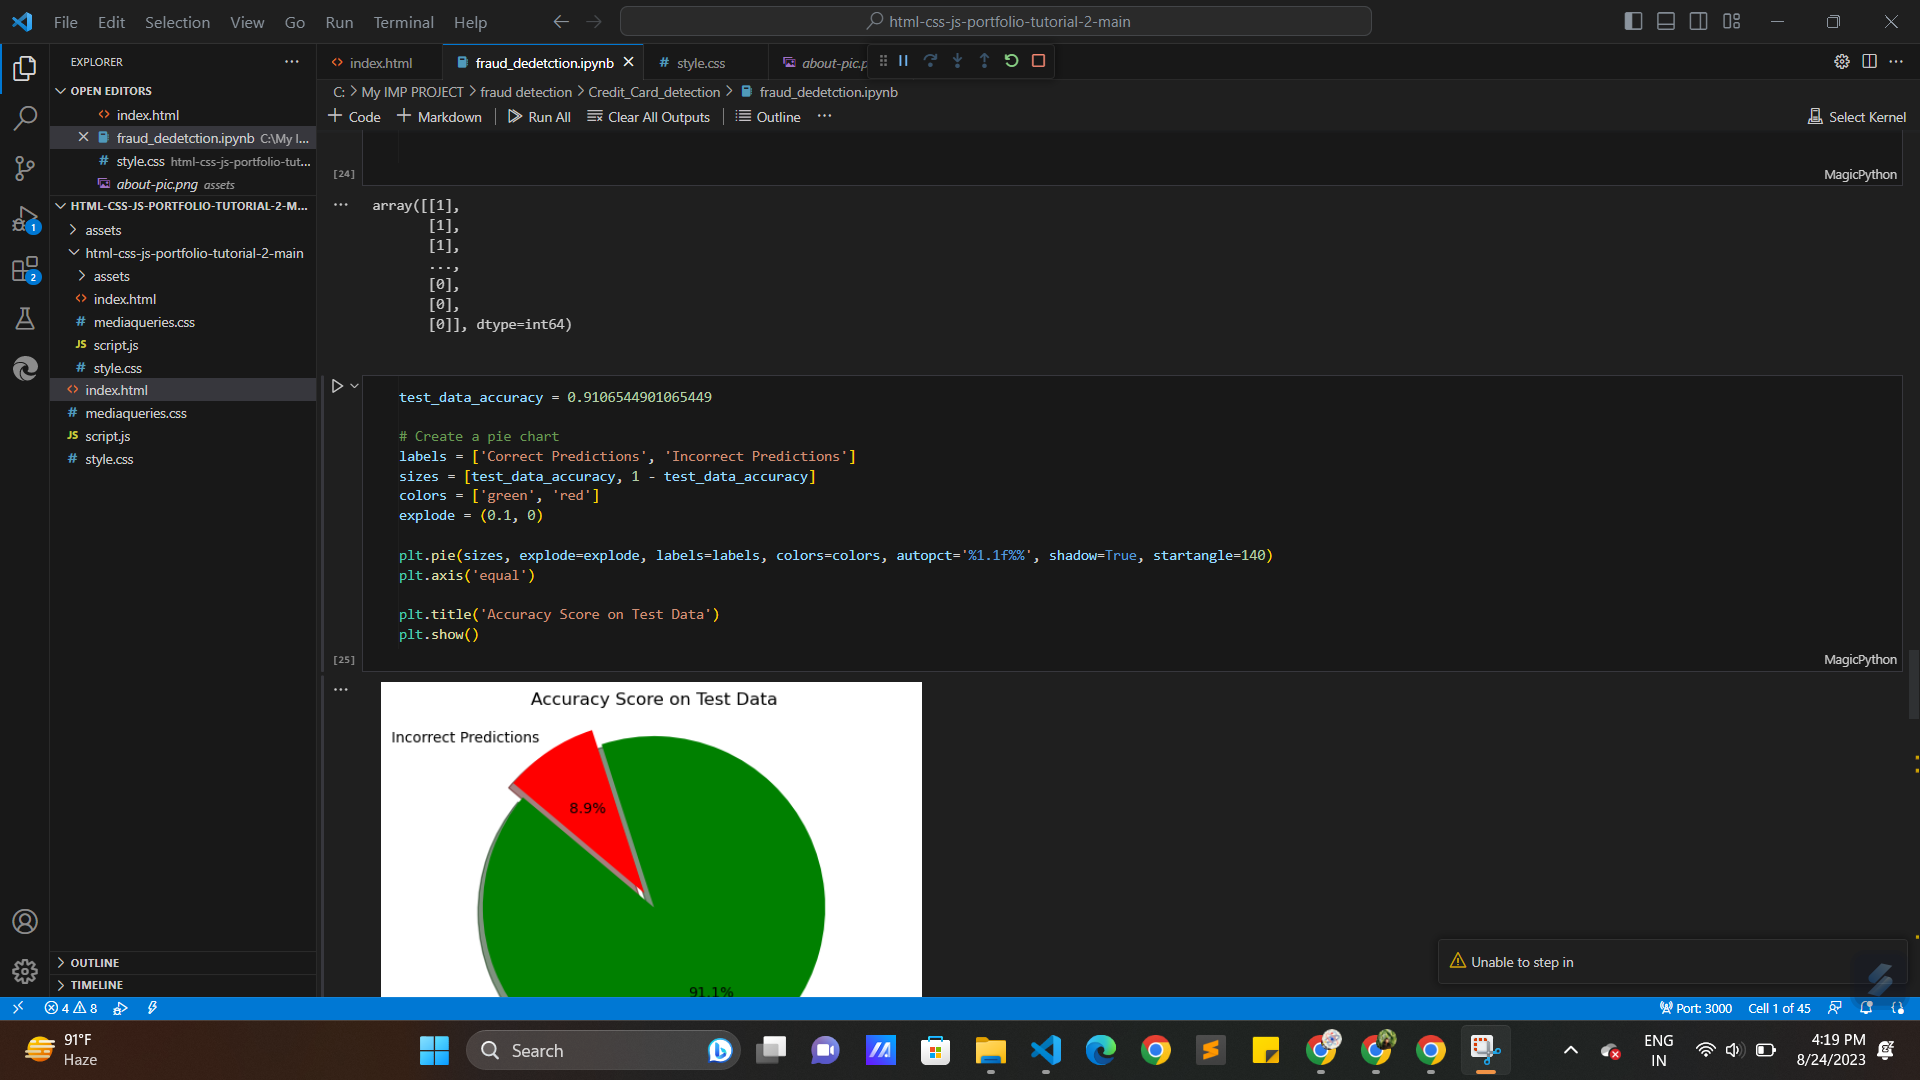 File Edit Selection View Go Run Terminal Help
html-css-js-portfolio-tutorial-2-main
EXPLORER
OPEN EDITORS
index.html
fraud_dedetction.ipynb C:\My I...
style.css html-css-js-portfolio-tut...
about-pic.png assets
HTML-CSS-JS-PORTFOLIO-TUTORIAL-2-M...
assets
html-css-js-portfolio-tutorial-2-main
assets
index.html
mediaqueries.css
JS script.js
style.css
index.html
mediaqueries.css
JS script.js
style.css
OUTLINE
TIMELINE
1
2
index.html fraud_dedetction.ipynb # style.css about-pic.p
C: > My IMP PROJECT > fraud detection > Credit_Card_detection > fraud_dedetction.ipynb
+ Code + Markdown Run All Clear All Outputs Outline ... Select Kernel
[24] MagicPython
array([[1],
[1],
[1],
...,
[0],
[0],
[0]], dtype=int64)
test_data_accuracy = 0.9106544901065449
# Create a pie chart
labels = ['Correct Predictions', 'Incorrect Predictions']
sizes = [test_data_accuracy, 1 - test_data_accuracy]
colors = ['green', 'red']
explode = (0.1, 0)
plt.pie(sizes, explode=explode, labels=labels, colors=colors, autopct='%1.1f%%', shadow=True, startangle=140)
plt.axis('equal')
plt.title('Accuracy Score on Test Data')
plt.show()
[25] MagicPython
Accuracy Score on Test Data
Incorrect Predictions
8.9%
91.1%
Unable to step in
4 8 Port: 3000 Cell 1 of 45
91°F
Haze
Search
ENG
IN
4:19 PM
8/24/2023